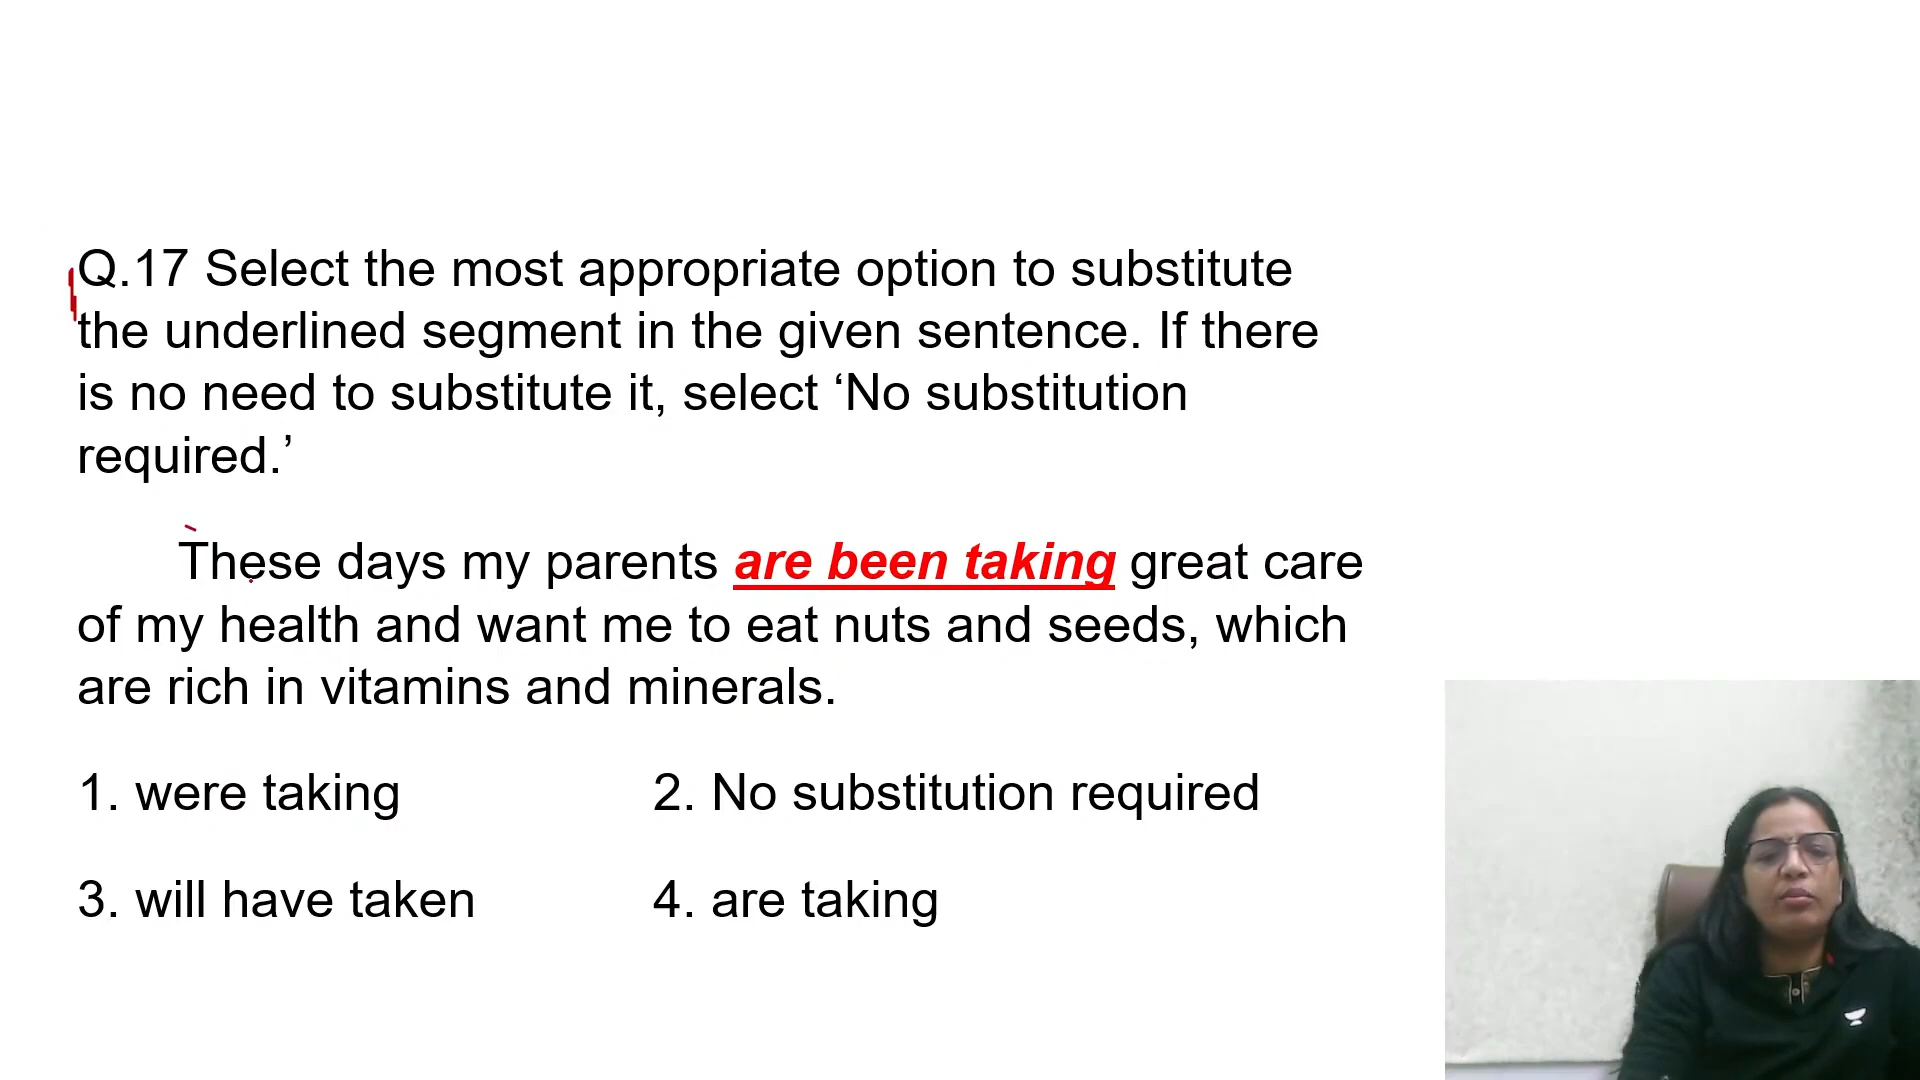 Q.17 Select the most appropriate option to substitute
the underlined segment in the given sentence. If there
is no need to substitute it, select ‘No substitution
required.’
These days my parents are been taking great care
of my health and want me to eat nuts and seeds, which
are rich in vitamins and minerals.
1. were taking 2. No substitution required
3. will have taken 4. are taking